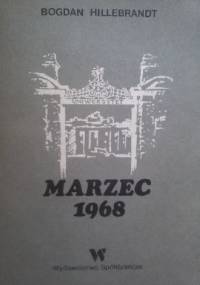 BOGDAN HILLEBRANDT
UNIWERSYTET
MARZEC
1968
W
Wydawnictwo Spółdzielcze